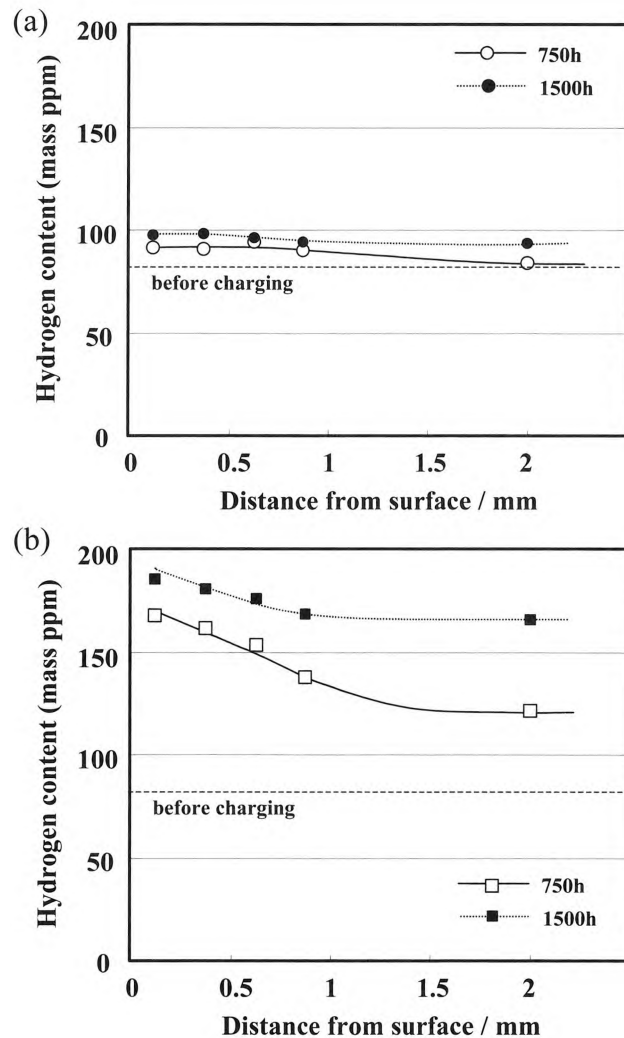 (a)
200
150
100
50
0
Hydrogen content (mass ppm)
750h
1500h
before charging
0 0.5 1 1.5 2
Distance from surface / mm
(b)
200
150
100
50
0
Hydrogen content (mass ppm)
before charging
750h
1500h
0 0.5 1 1.5 2
Distance from surface / mm